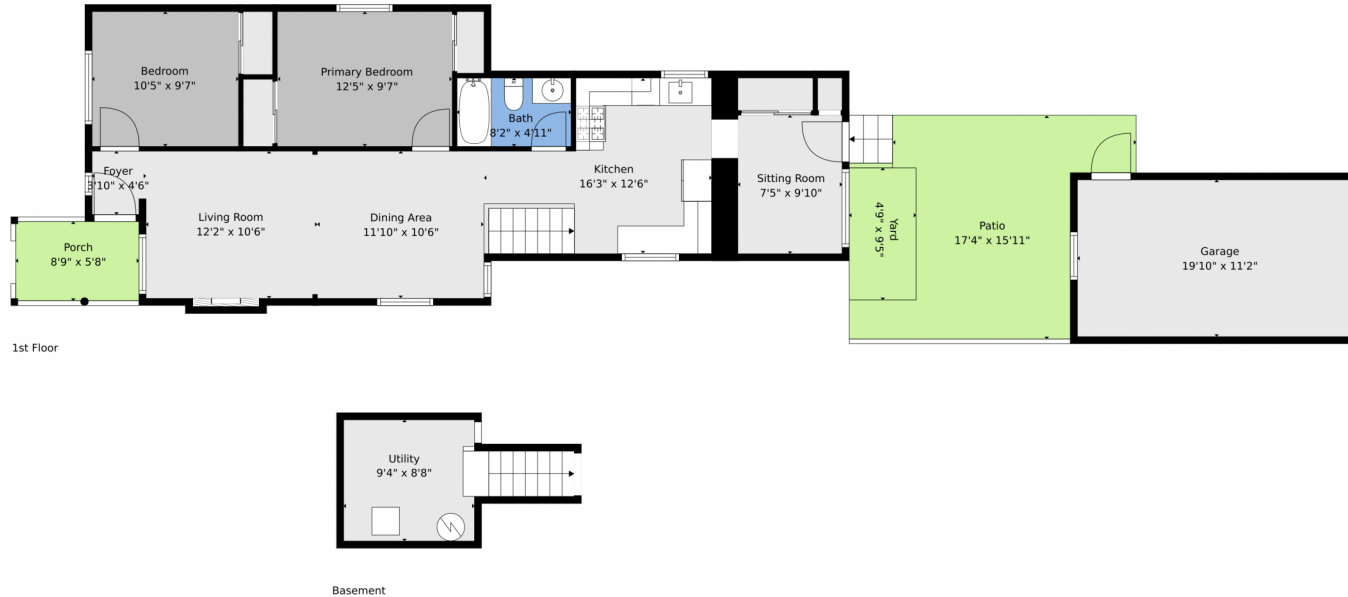 Bedroom
10'5" x 9'7"
Primary Bedroom
12'5" x 9'7"
Bath
8'2" x 4'11"
Foyer
3'10" x 4'6"
Kitchen
16'3" x 12'6"
Sitting Room
7'5" x 9'10"
Living Room
12'2" x 10'6"
Dining Area
11'10" x 10'6"
Porch
8'9" x 5'8"
Yard
4'9" x 9'5"
Patio
17'4" x 15'11"
Garage
19'10" x 11'2"
1st Floor
Utility
9'4" x 8'8"
Basement